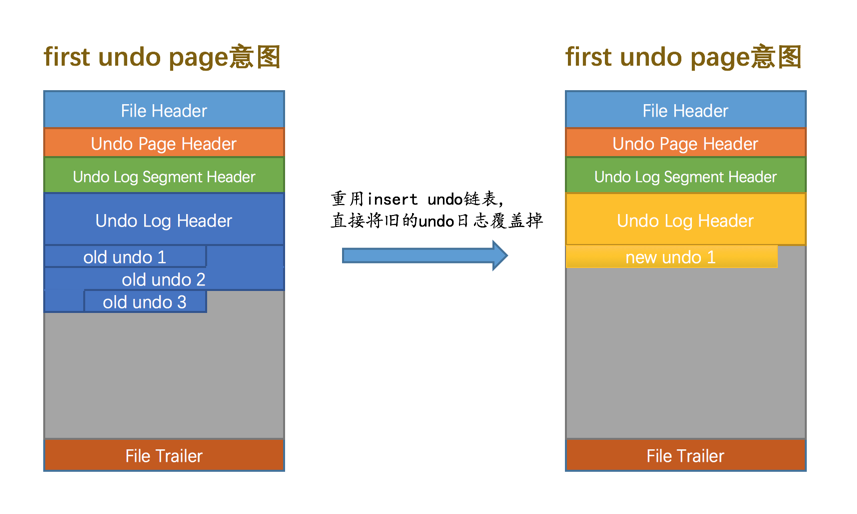 first undo page意图
File Header
Undo Page Header
Undo Log Segment Header
Undo Log Header
old undo 1
old undo 2
old undo 3
File Trailer
重用insert undo链表,
直接将旧的undo日志覆盖掉
first undo page意图
File Header
Undo Page Header
Undo Log Segment Header
Undo Log Header
new undo 1
File Trailer